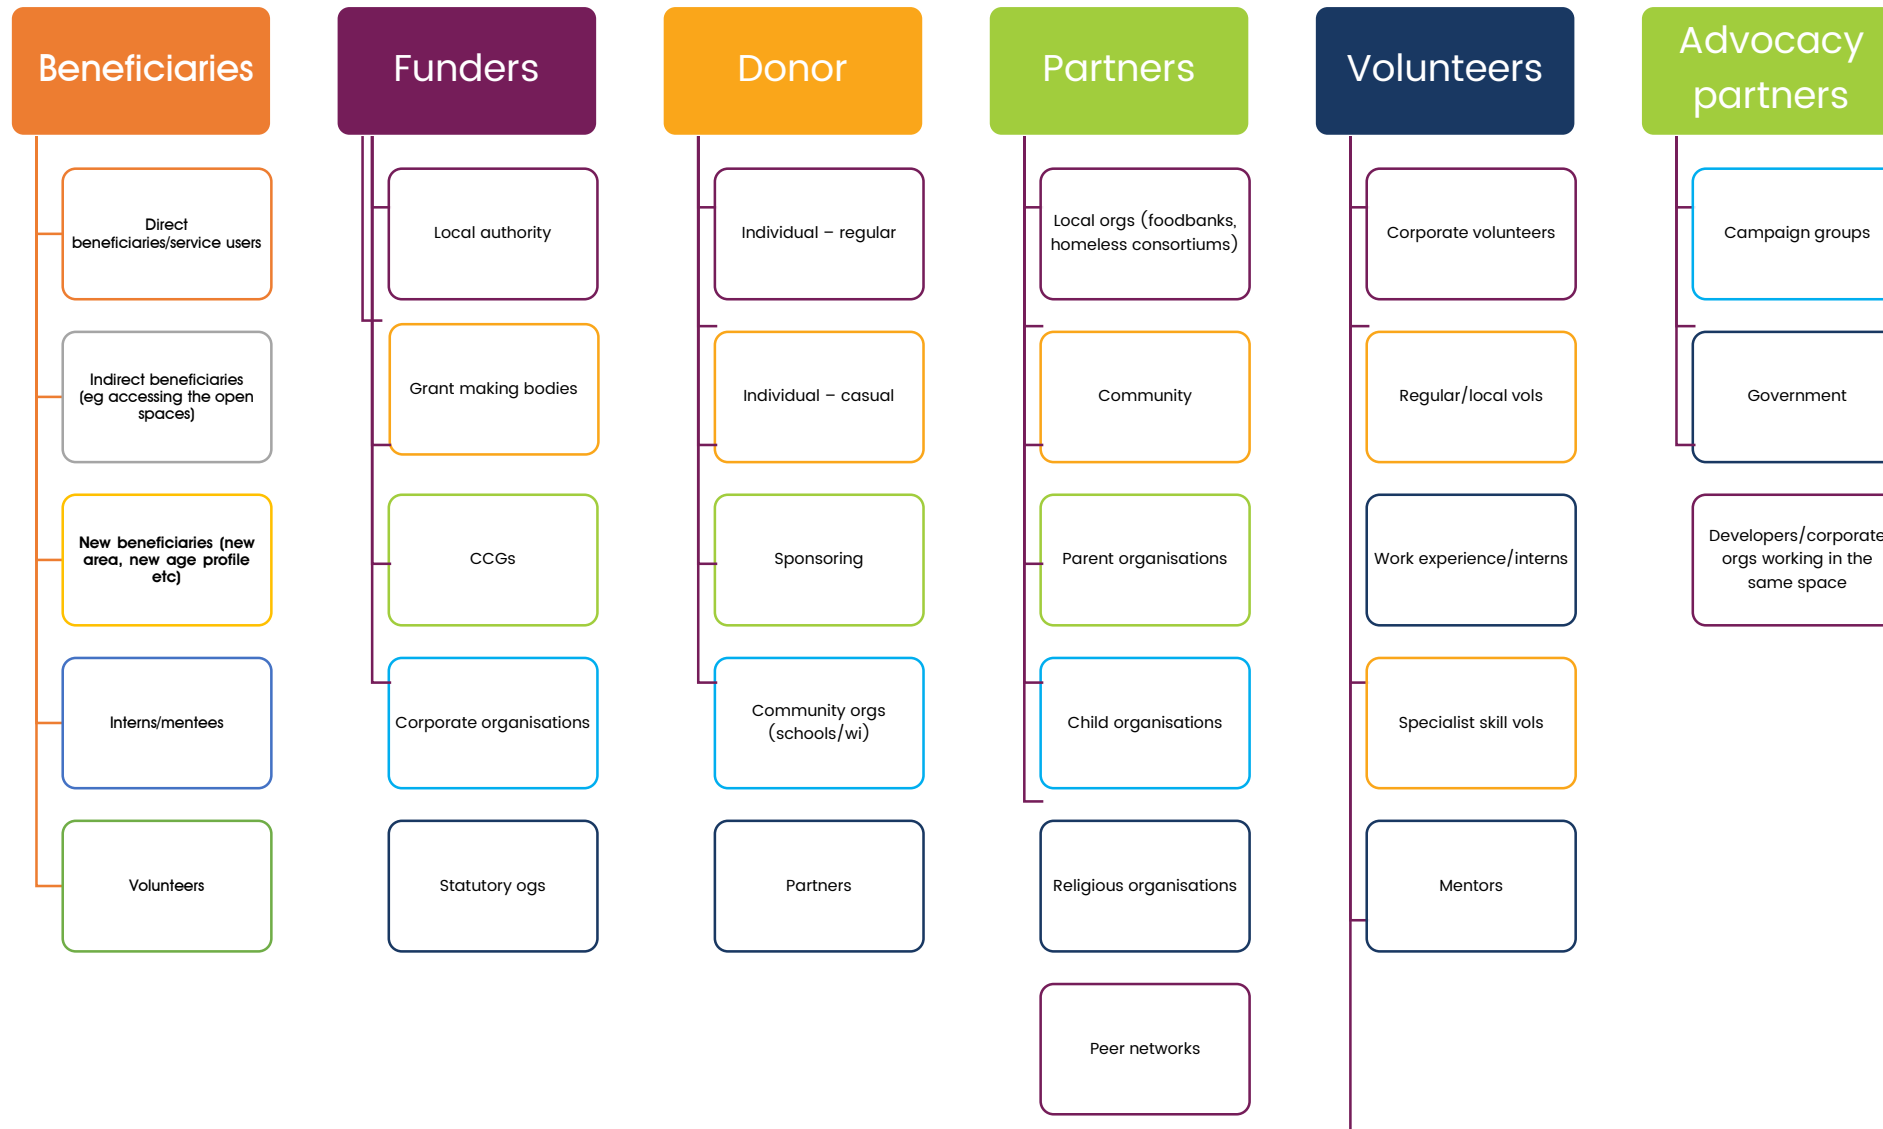 Beneficiaries
Direct
beneficiaries/service users
Indirect beneficiaries
(eg accessing the open
spaces)
New beneficiaries (new
area, new age profile
etc)
Interns/mentees
Volunteers
Funders
Local authority
Grant making bodies
CCGs
Corporate organisations
Statutory ogs
Donor
Individual – regular
Individual – casual
Sponsoring
Community orgs
(schools/wi)
Partners
Partners
Local orgs (foodbanks,
homeless consortiums)
Community
Parent organisations
Child organisations
Religious organisations
Peer networks
Volunteers
Corporate volunteers
Regular/local vols
Work experience/interns
Specialist skill vols
Mentors
Advocacy
partners
Campaign groups
Government
Developers/corporate
orgs working in the
same space